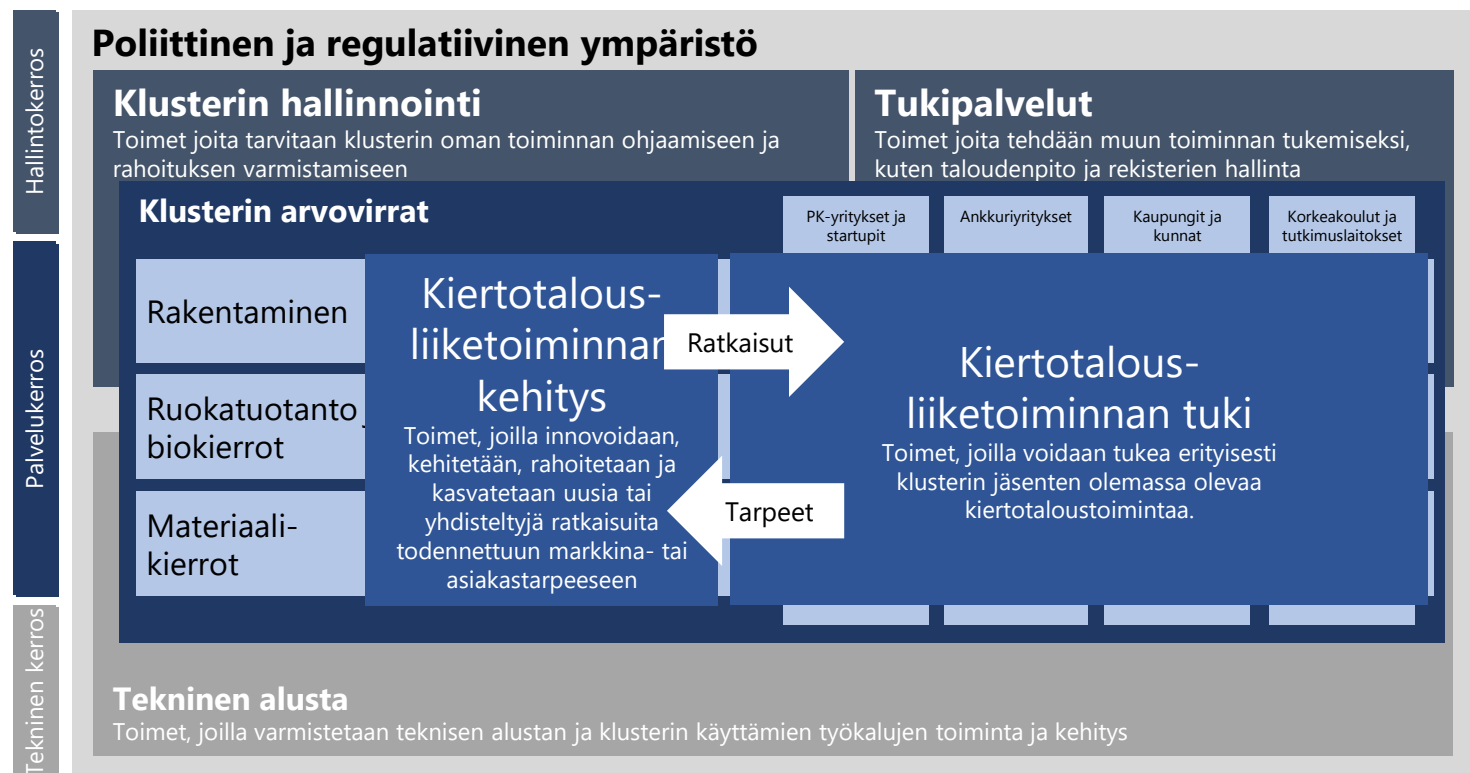 Hallintokerros
Palvelukerros
Tekninen kerros
Poliittinen ja regulatiivinen ympäristö
Klusterin hallinnointi
Toimet joita tarvitaan klusterin oman toiminnan ohjaamiseen ja
rahoituksen varmistamiseen
Tukipalvelut
Toimet joita tehdään muun toiminnan tukemiseksi,
kuten taloudenpito ja rekisterien hallinta
Klusterin arvovirrat
PK-yritykset ja
startupit
Ankkuriyritykset
Kaupungit ja
kunnat
Korkeakoulut ja
tutkimuslaitokset
Rakentaminen
Ruokatuotanto
biokierrot
Materiaali-
kierrot
Kiertotalous-
liiketoiminnan
kehitys
Toimet, joilla innovoidaan,
kehitetään, rahoitetaan ja
kasvatetaan uusia tai
yhdisteltyjä ratkaisuita
todennettuun markkina- tai
asiakastarpeeseen
Ratkaisut
Tarpeet
Kiertotalous-
liiketoiminnan tuki
Toimet, joilla voidaan tukea erityisesti
klusterin jäsenten olemassa olevaa
kiertotaloustoimintaa.
Tekninen alusta
Toimet, joilla varmistetaan teknisen alustan ja klusterin käyttämien työkalujen toiminta ja kehitys